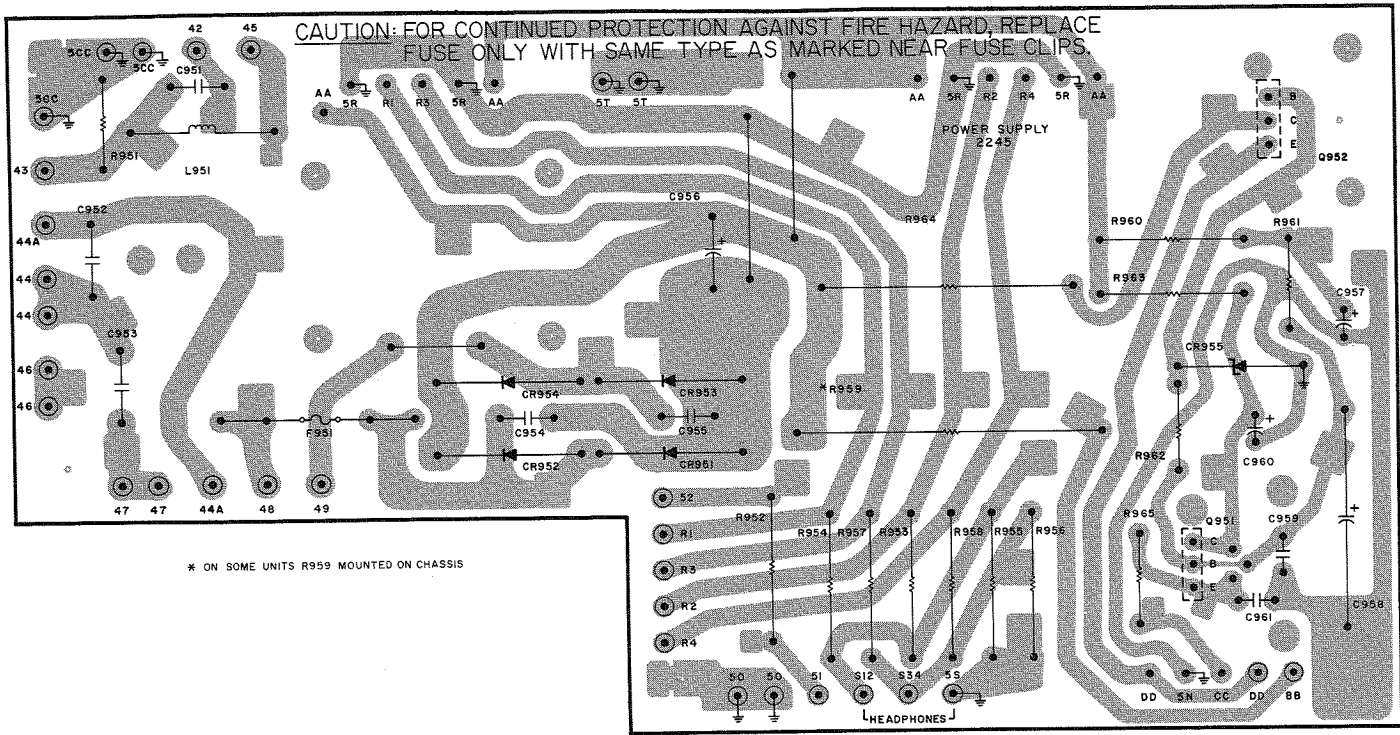 CAUTION: FOR CONTINUED PROTECTION AGAINST FIRE HAZARD, REPLACE
FUSE ONLY WITH SAME TYPE AS MARKED NEAR FUSE CLIPS.
5CC
5CC
42
45
C951
5CC
R951
L951
43
AA
5R
R1
R3
5R
AA
5T
5T
AA
5R
R2
R4
5R
AA
POWER SUPPLY
2245
B
C
E
Q952
C952
44A
44
44
C953
46
46
C956
R964
R960
R961
R963
C957
CR955
CR954
CR953
*R959
F951
C954
C955
CR952
CR951
R962
C960
47
47
44A
48
49
52
R952
R954
R957
R953
R958
R955
R956
R965
Q951
C
B
E
C959
C961
C958
R1
R3
R2
R4
* ON SOME UNITS R959 MOUNTED ON CHASSIS
50
50
51
S12
S34
5S
HEADPHONES
DD
5N
CC
DD
BB